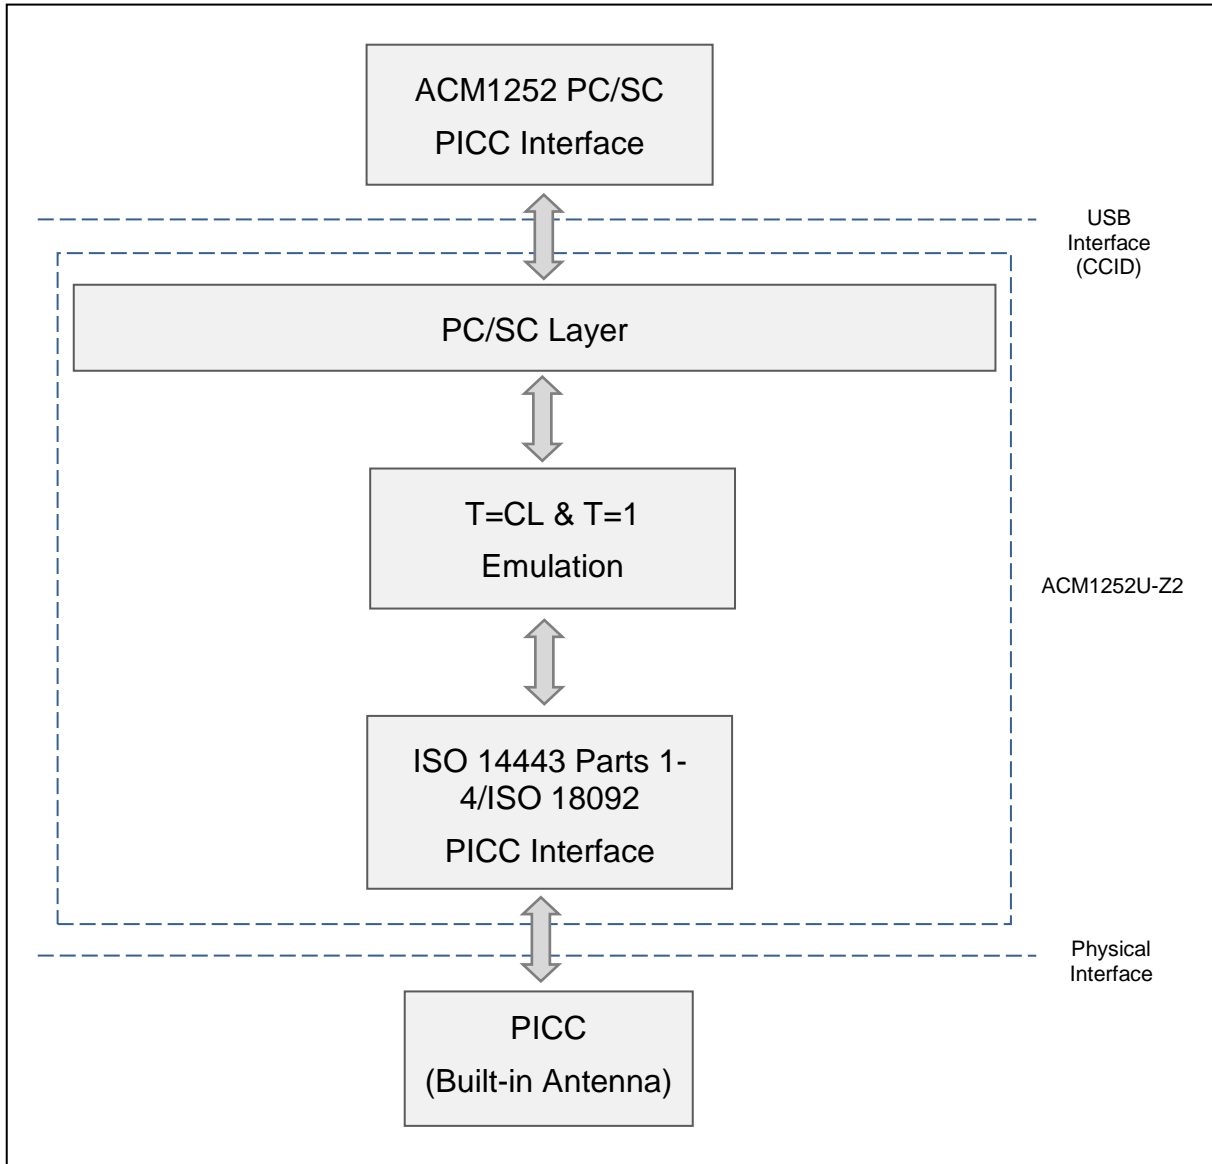 ACM1252 PC/SC
PICC Interface
USB
Interface
(CCID)
PC/SC Layer
T=CL & T=1
Emulation
ACM1252U-Z2
ISO 14443 Parts 1-
4/ISO 18092
PICC Interface
Physical
Interface
PICC
(Built-in Antenna)